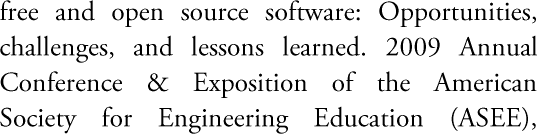 free and open source software: Opportunities,
challenges, and lessons learned. 2009 Annual
Conference & Exposition of the American
Society for Engineering Education (ASEE),